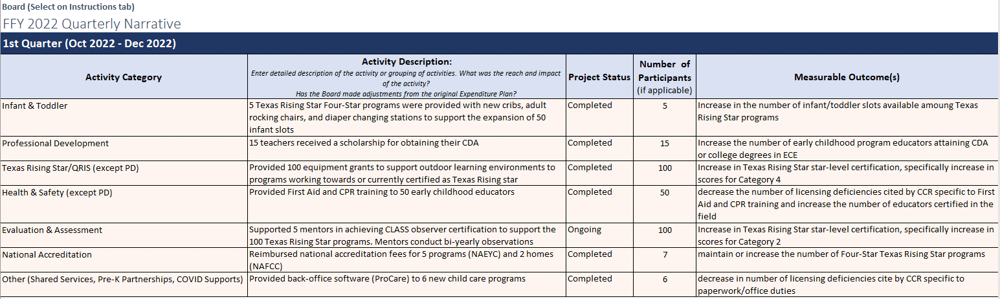 Board (Select on Instructions tab)
FFY 2022 Quarterly Narrative
1st Quarter (Oct 2022 - Dec 2022)
Activity Category
Activity Description:
Enter detailed description of the activity or grouping of activities. What was the reach and impact
of the activity?
Has the Board made adjustments from the original Expenditure Plan?
Project Status
Number of
Participants
(if applicable)
Measurable Outcome(s)
Infant & Toddler
5 Texas Rising Star Four-Star programs were provided with new cribs, adult
rocking chairs, and diaper changing stations to support the expansion of 50
infant slots
Completed
5
Increase in the number of infant/toddler slots available amoung Texas
Rising Star programs
Professional Development
15 teachers received a scholarship for obtaining their CDA
Completed
15
Increase the number of early childhood program educators attaining CDA
or college degrees in ECE
Texas Rising Star/QRIS (except PD)
Provided 100 equipment grants to support outdoor learning environments to
programs working towards or currently certified as Texas Rising star
Completed
100
Increase in Texas Rising Star star-level certification, specifically increase in
scores for Category 4
Health & Safety (except PD)
Provided First Aid and CPR training to 50 early childhood educators
Completed
50
decrease the number of licensing deficiencies cited by CCR specific to First
Aid and CPR training and increase the number of educators certified in the
field
Evaluation & Assessment
Supported 5 mentors in achieving CLASS observer certification to support the
100 Texas Rising Star programs. Mentors conduct bi-yearly observations
Ongoing
100
Increase in Texas Rising Star star-level certification, specifically increase in
scores for Category 2
National Accreditation
Reimbursed national accreditation fees for 5 programs (NAEYC) and 2 homes
(NAFCC)
Completed
7
maintain or increase the number of Four-Star Texas Rising Star programs
Other (Shared Services, Pre-K Partnerships, COVID Supports)
Provided back-office software (ProCare) to 6 new child care programs
Completed
6
decrease in number of licensing deficiencies cite by CCR specific to
paperwork/office duties